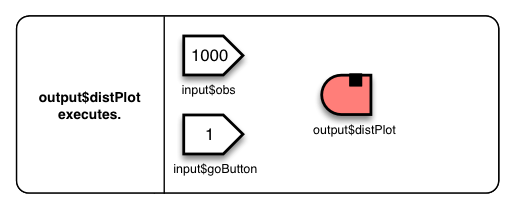 output$distPlot
executes.
1000
input$obs
1
input$goButton
output$distPlot